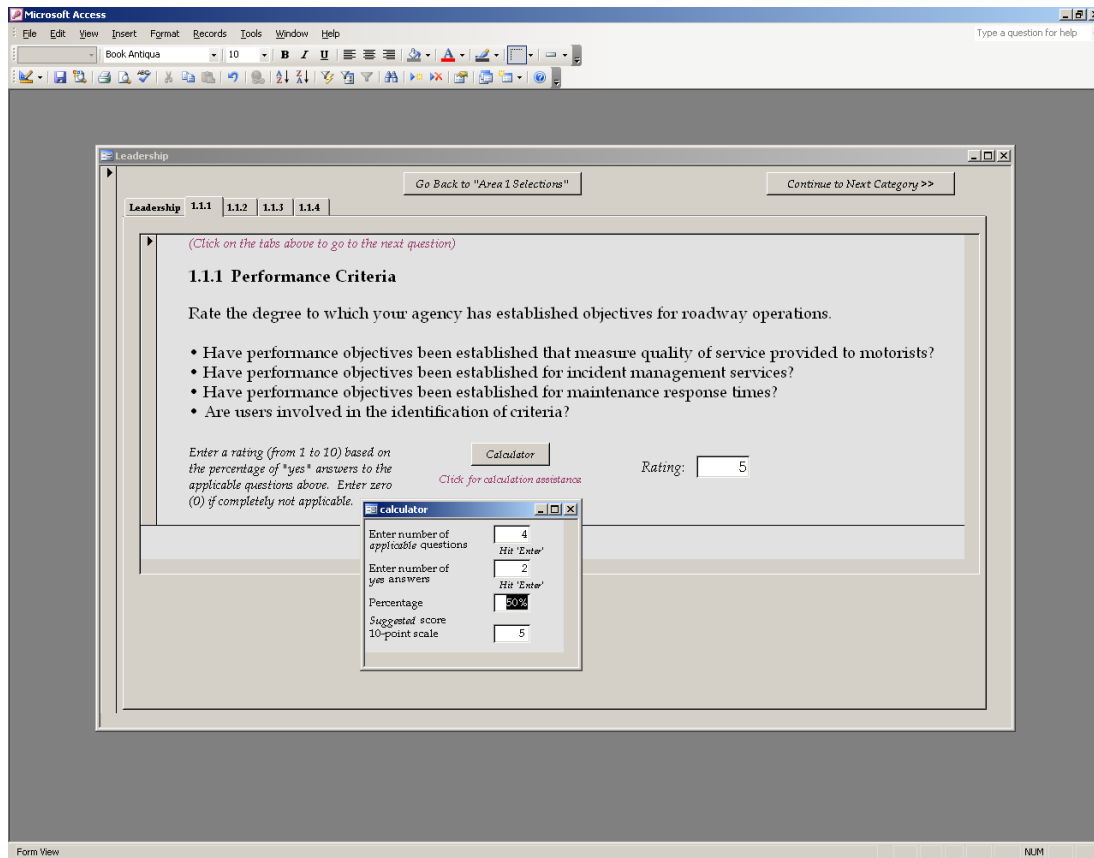 Microsoft Access
File Edit View Insert Format Records Tools Window Help
Type a question for help
Book Antiqua 10 B I U
Leadership
Go Back to "Area 1 Selections"
Continue to Next Category >>
Leadership 1.1.1 1.1.2 1.1.3 1.1.4
(Click on the tabs above to go to the next question)
1.1.1 Performance Criteria
Rate the degree to which your agency has established objectives for roadway operations.
• Have performance objectives been established that measure quality of service provided to motorists?
• Have performance objectives been established for incident management services?
• Have performance objectives been established for maintenance response times?
• Are users involved in the identification of criteria?
Enter a rating (from 1 to 10) based on
the percentage of "yes" answers to the
applicable questions above. Enter zero
(0) if completely not applicable.
Calculator
Click for calculation assistance
Rating: 5
calculator
Enter number of
applicable questions
4
Hit 'Enter'
Enter number of
yes answers
2
Hit 'Enter'
Percentage 50%
Suggested score
10-point scale 5
Form View NUM